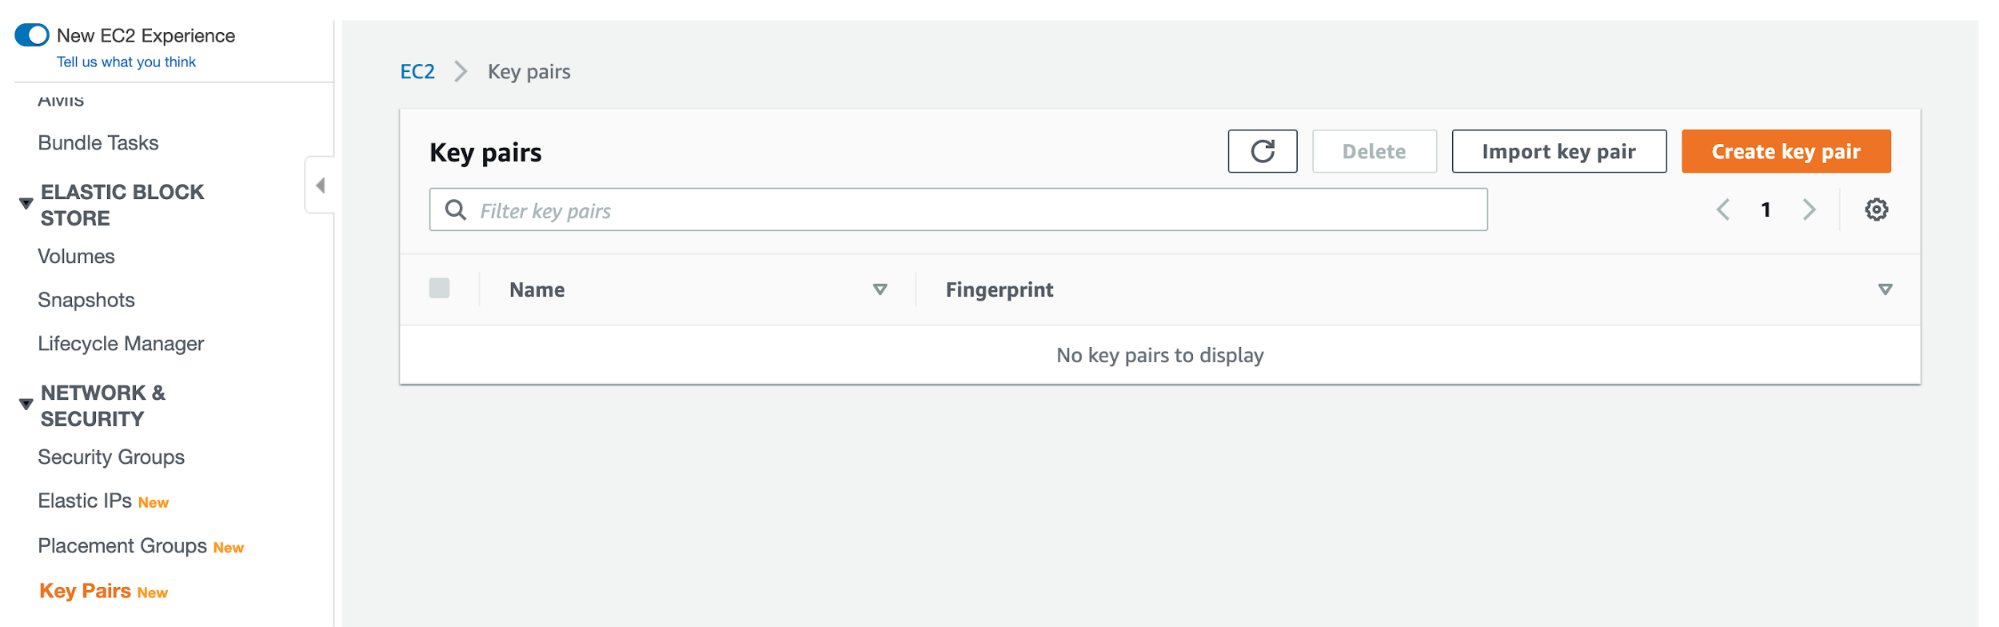 New EC2 Experience
Tell us what you think
AMIs
Bundle Tasks
ELASTIC BLOCK
STORE
Volumes
Snapshots
Lifecycle Manager
NETWORK &
SECURITY
Security Groups
Elastic IPs New
Placement Groups New
Key Pairs New
EC2 Key pairs
Key pairs Delete Import key pair Create key pair
Filter key pairs 1
Name Fingerprint
No key pairs to display